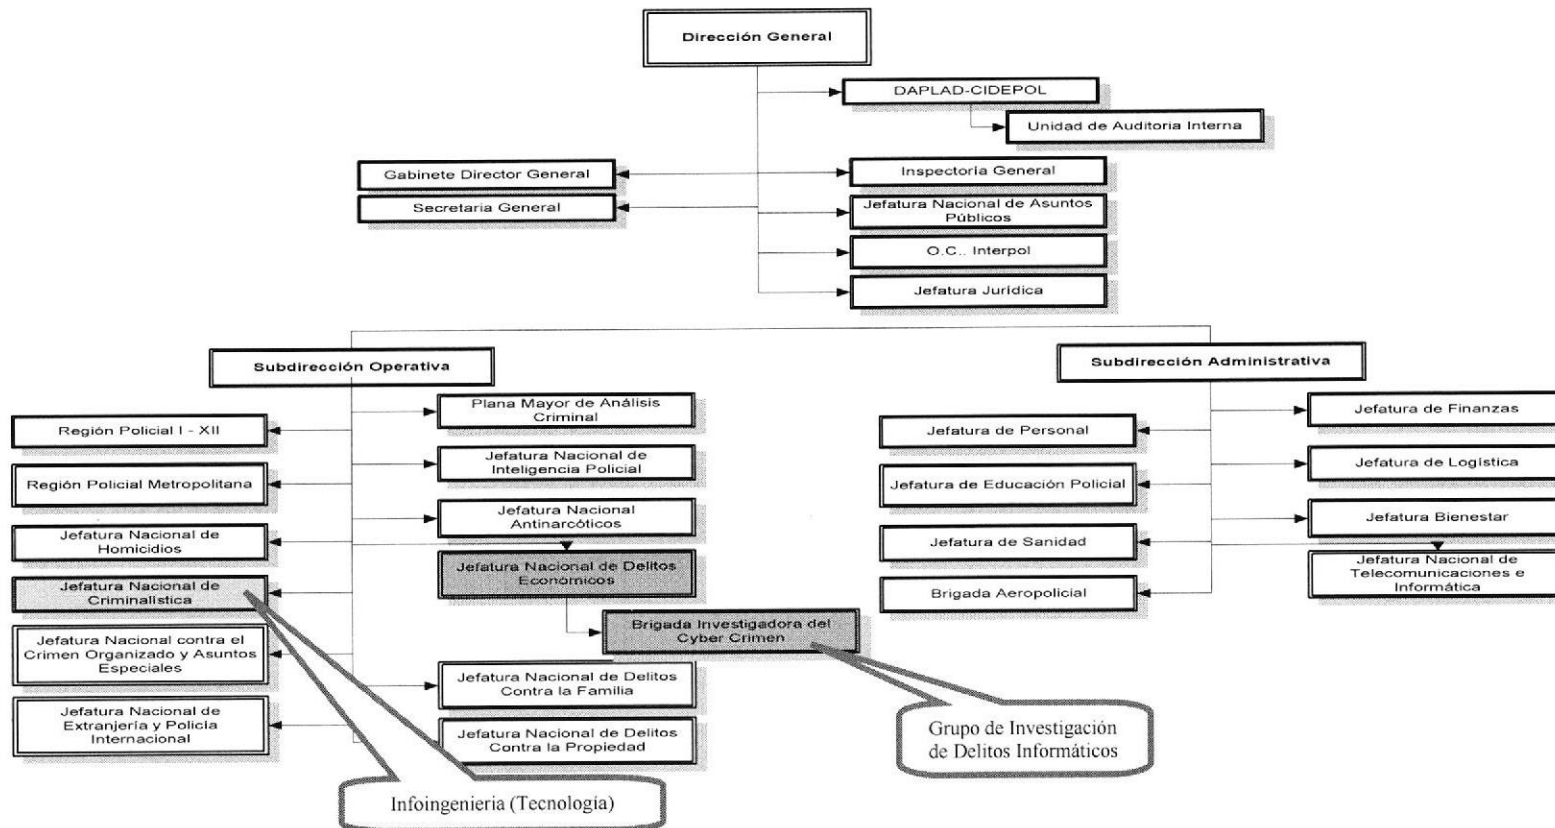 Dirección General
DAPLAD-CIDEPOL
Unidad de Auditoria Interna
Gabinete Director General
Inspectoría General
Secretaria General
Jefatura Nacional de Asuntos
Públicos
O.C.. Interpol
Jefatura Jurídica
Subdirección Operativa
Subdirección Administrativa
Plana Mayor de Análisis
Criminal
Región Policial I - XII
Jefatura Nacional de
Inteligencia Policial
Región Policial Metropolitana
Jefatura Nacional
Antinarcóticos
Jefatura Nacional de
Homicidios
Jefatura Nacional de Delitos
Económicos
Jefatura Nacional de
Criminalística
Brigada Investigadora del
Cyber Crimen
Jefatura Nacional contra el
Crimen Organizado y Asuntos
Especiales
Jefatura Nacional de Delitos
Contra la Familia
Jefatura Nacional de
Extranjería y Policía
Internacional
Jefatura Nacional de Delitos
Contra la Propiedad
Jefatura de Finanzas
Jefatura de Personal
Jefatura de Logística
Jefatura de Educación Policial
Jefatura Bienestar
Jefatura de Sanidad
Jefatura Nacional de
Telecomunicaciones e
Informática
Brigada Aeropolicial
Grupo de Investigación
de Delitos Informáticos
Infoingenieria (Tecnología)